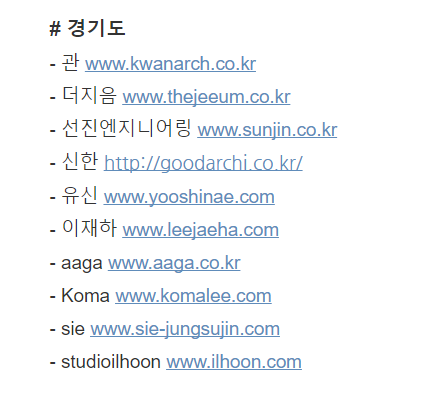 # 경기도
- 관 www.kwanarch.co.kr
- 더지음 www.thejeeum.co.kr
- 선진엔지니어링 www.sunjin.co.kr
- 신한 http://goodarchi.co.kr/
- 유신 www.yooshinae.com
- 이재하 www.leejaeha.com
- aaga www.aaga.co.kr
- Koma www.komalee.com
- sie www.sie-jungsujin.com
- studioilhoon www.ilhoon.com